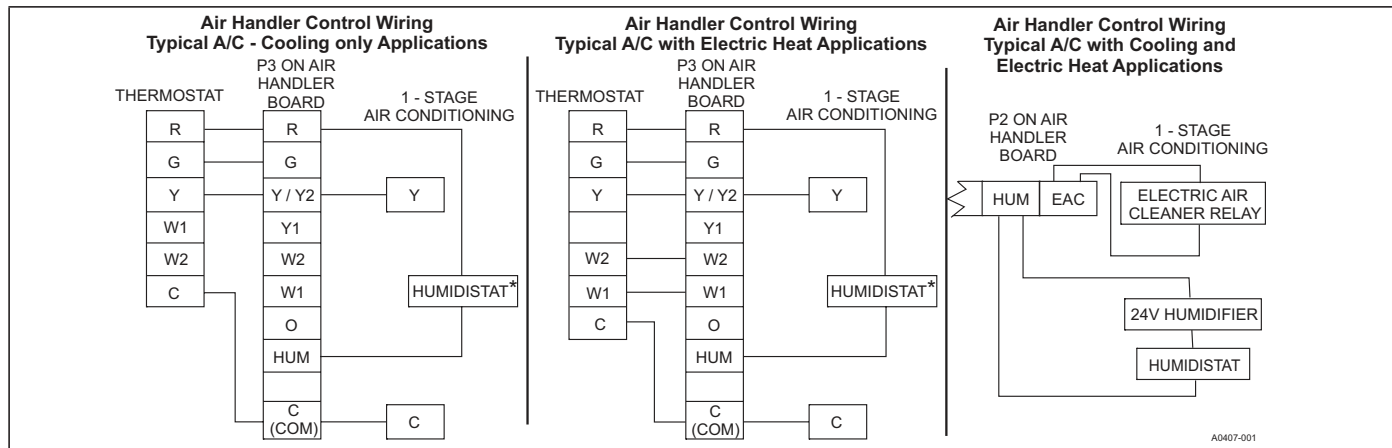 Air Handler Control Wiring
Typical A/C - Cooling only Applications
THERMOSTAT
P3 ON AIR
HANDLER
BOARD
1 - STAGE
AIR CONDITIONING
R
R
G
G
Y
Y / Y2
Y
W1
Y1
W2
W2
C
W1
HUMIDISTAT*
O
HUM
C
(COM)
C
Air Handler Control Wiring
Typical A/C with Electric Heat Applications
THERMOSTAT
P3 ON AIR
HANDLER
BOARD
1 - STAGE
AIR CONDITIONING
R
R
G
G
Y
Y / Y2
Y
Y1
W2
W2
W1
W1
HUMIDISTAT*
C
O
HUM
C
(COM)
C
Air Handler Control Wiring
Typical A/C with Cooling and
Electric Heat Applications
P2 ON AIR
HANDLER
BOARD
1 - STAGE
AIR CONDITIONING
HUM
EAC
ELECTRIC AIR
CLEANER RELAY
24V HUMIDIFIER
HUMIDISTAT
A0407-001